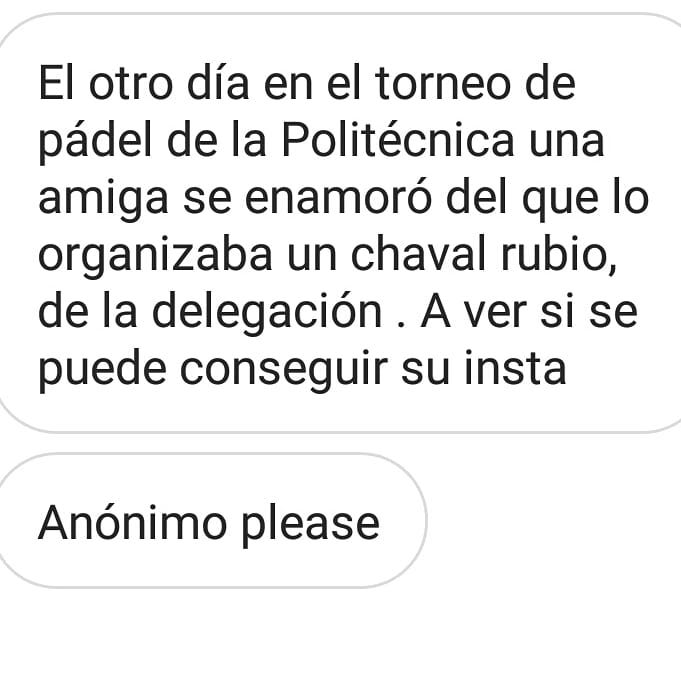 El otro día en el torneo de
pádel de la Politécnica una
amiga se enamoró del que lo
organizaba un chaval rubio,
de la delegación . A ver si se
puede conseguir su insta
Anónimo please